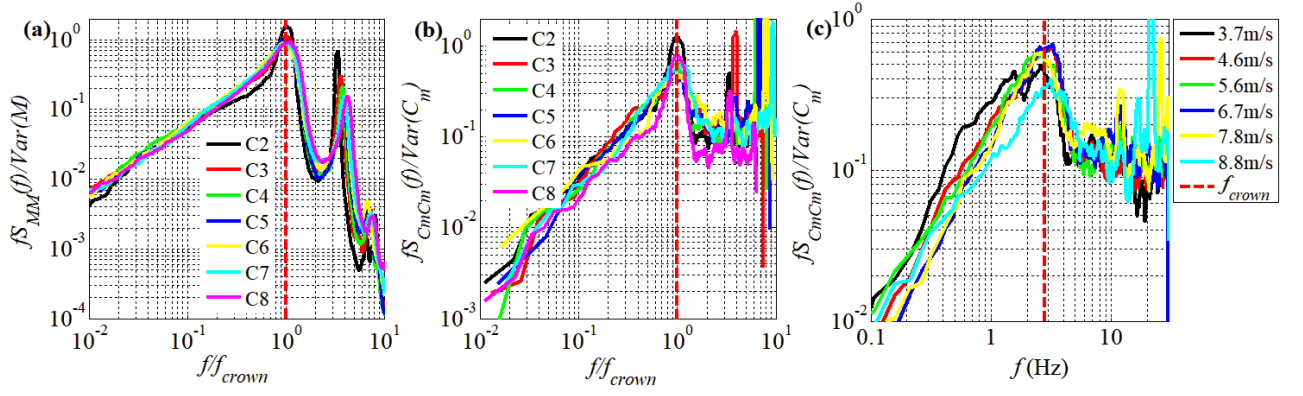 (a)
10^0
10^-1
10^-2
10^-3
10^-4
10^-2
10^-1
10^0
10^1
fS_MM(f)/Var(M)
f/f_crown
C2
C3
C4
C5
C6
C7
C8
(b)
10^0
10^-1
10^-2
10^-3
10^-2
10^-1
10^0
10^1
fS_CmCm(f)/Var(C_m)
f/f_crown
C2
C3
C4
C5
C6
C7
C8
(c)
10^0
10^-1
10^-2
0.1
1
10
fS_CmCm(f)/Var(C_m)
f (Hz)
3.7m/s
4.6m/s
5.6m/s
6.7m/s
7.8m/s
8.8m/s
f_crown